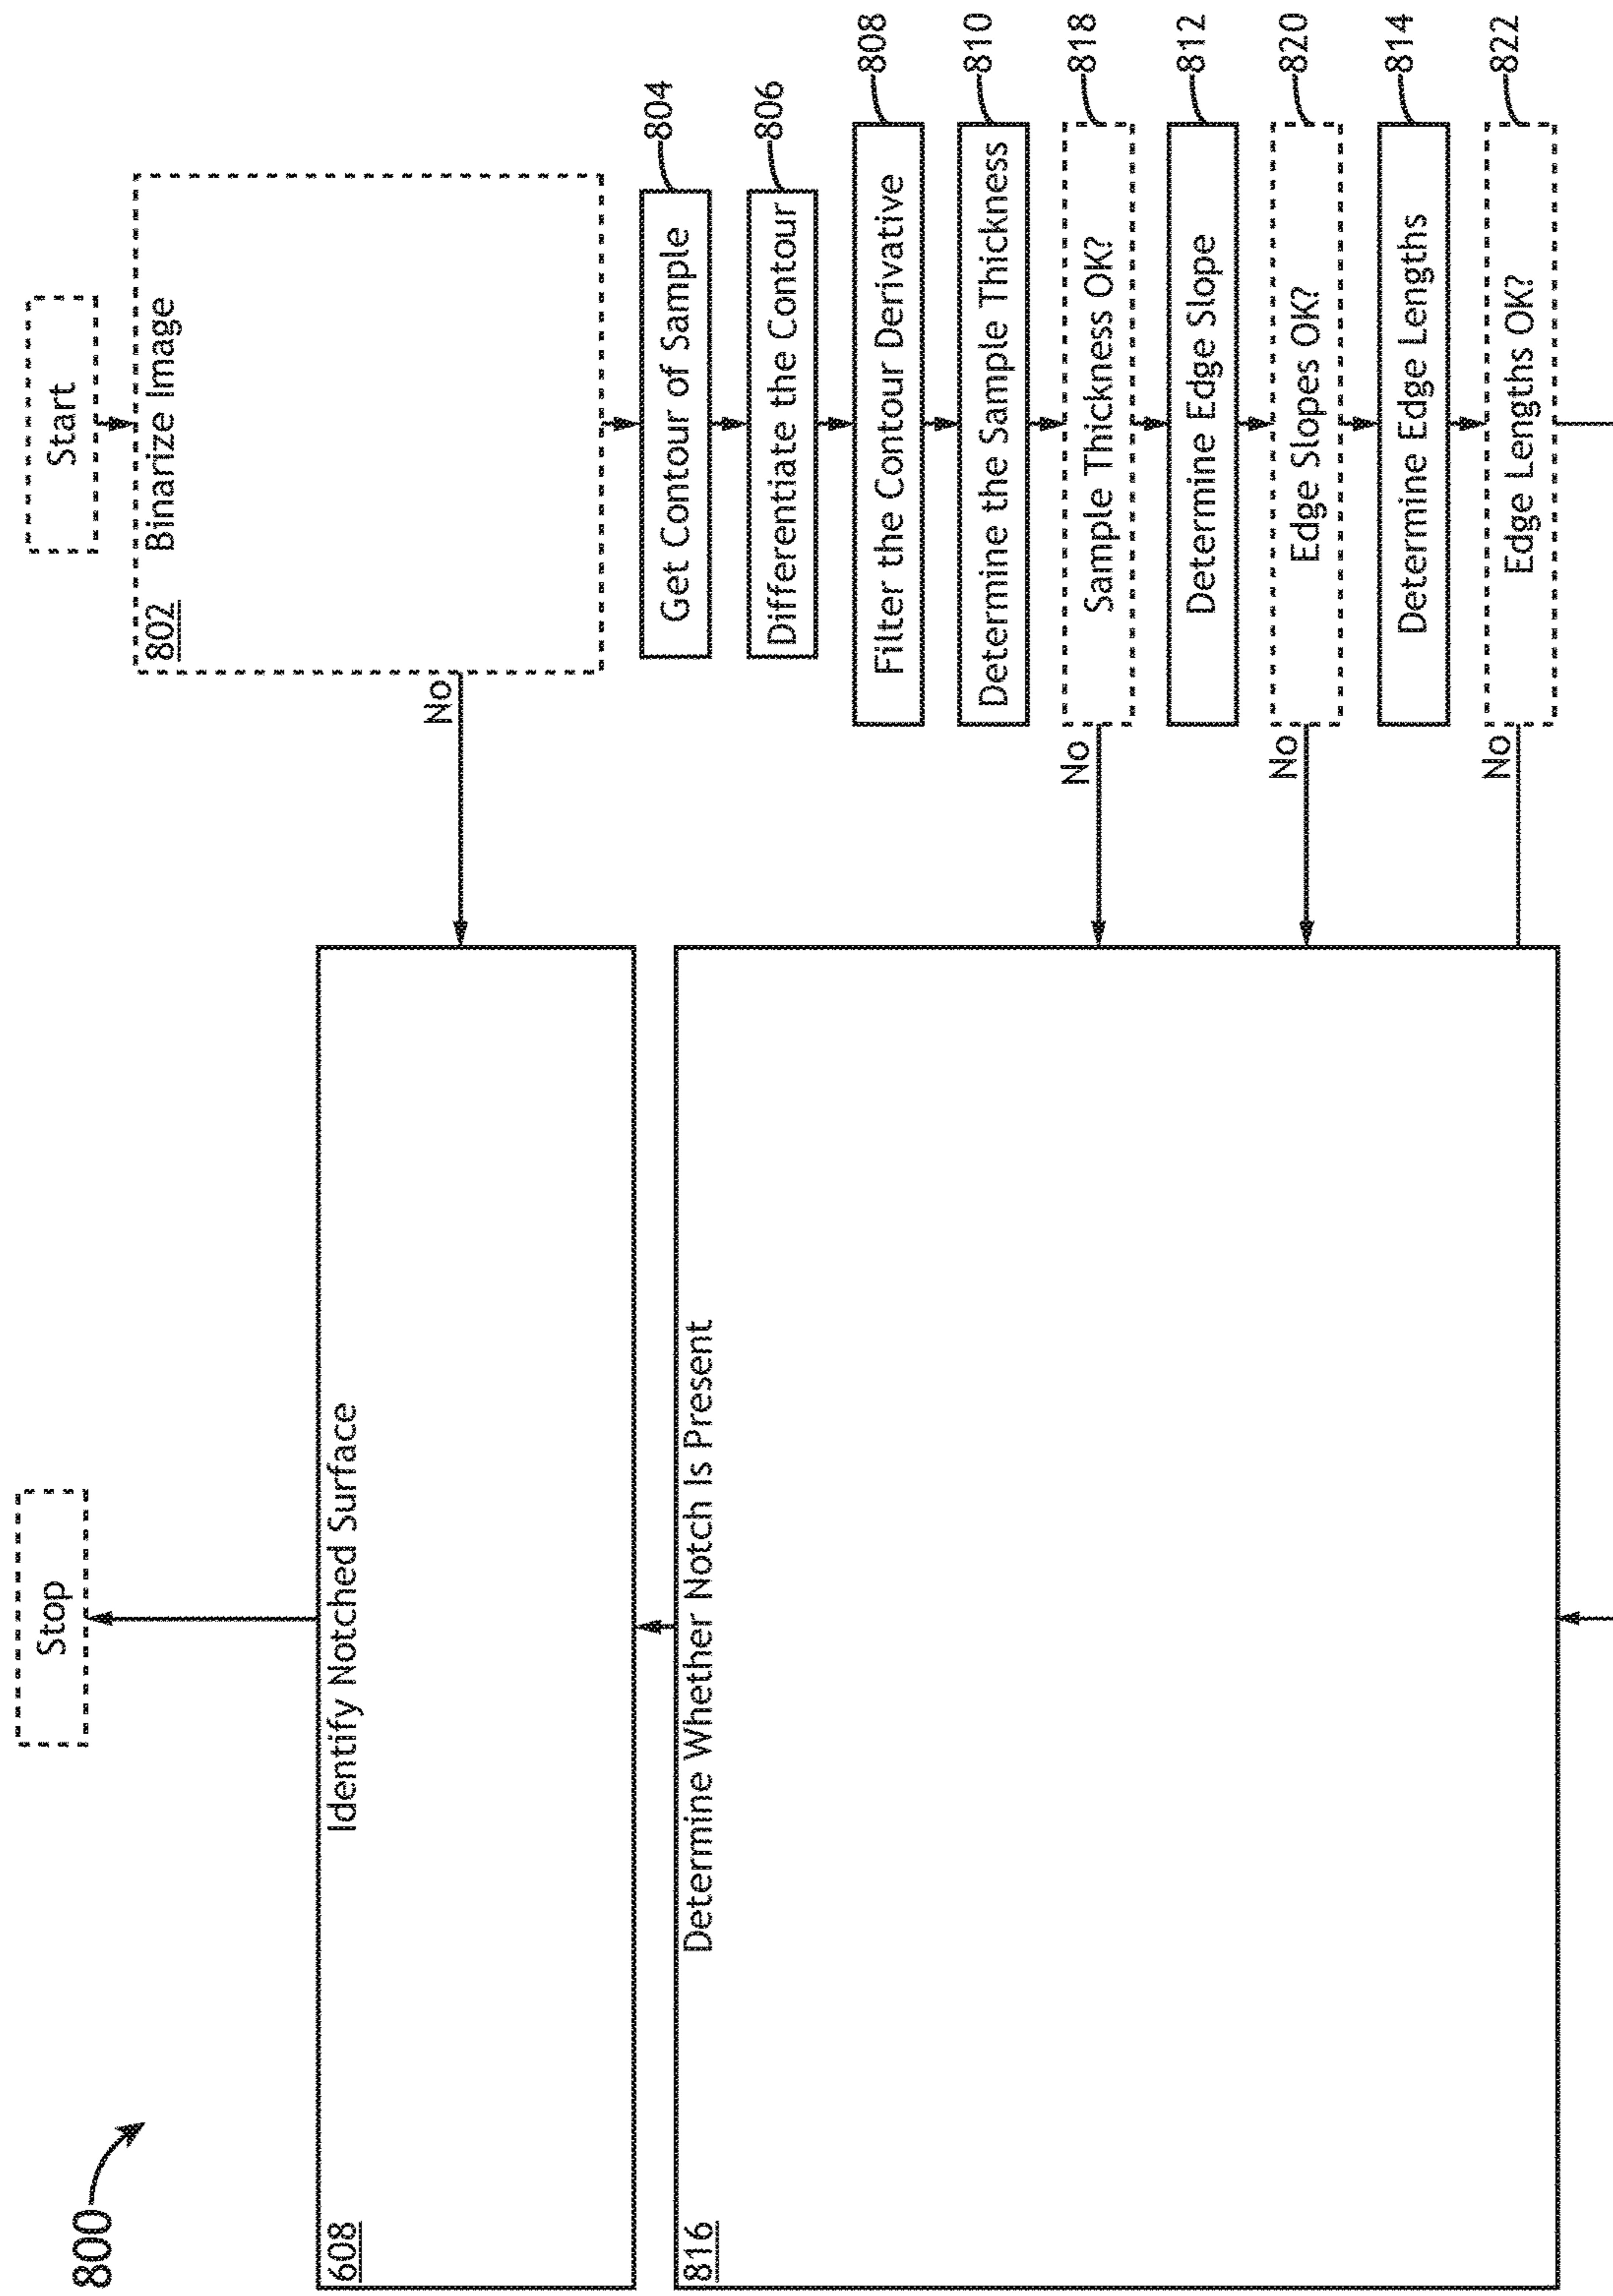 800
Stop
608
Identify Notched Surface
816
Determine Whether Notch Is Present
Start
802
Binarize Image
No
Get Contour of Sample
804
Differentiate the Contour
806
Filter the Contour Derivative
808
Determine the Sample Thickness
810
No
Sample Thickness OK?
818
Determine Edge Slope
812
No
Edge Slopes OK?
820
Determine Edge Lengths
814
No
Edge Lengths OK?
822